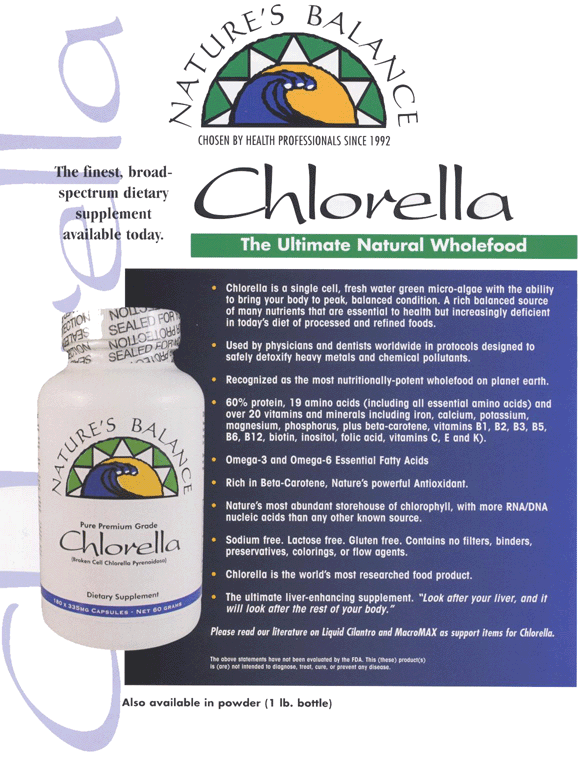 NATURE'S BALANCE
CHOSEN BY HEALTH PROFESSIONALS SINCE 1992
Chlorella
The finest, broad-
spectrum dietary
supplement
available today.
Chlorella
The Ultimate Natural Wholefood
• Chlorella is a single cell, fresh water green micro-algae with the ability
to bring your body to peak, balanced condition. A rich balanced source
of many nutrients that are essential to health but increasingly deficient
in today's diet of processed and refined foods.
• Used by physicians and dentists worldwide in protocols designed to
safely detoxify heavy metals and chemical pollutants.
• Recognized as the most nutritionally-potent wholefood on planet earth.
• 60% protein, 19 amino acids (including all essential amino acids) and
over 20 vitamins and minerals including iron, calcium, potassium,
magnesium, phosphorus, plus beta-carotene, vitamins B1, B2, B3, B5,
B6, B12, biotin, inositol, folic acid, vitamins C, E and K).
• Omega-3 and Omega-6 Essential Fatty Acids
• Rich in Beta-Carotene, Nature's powerful Antioxidant.
• Nature's most abundant storehouse of chlorophyll, with more RNA/DNA
nucleic acids than any other known source.
• Sodium free. Lactose free. Gluten free. Contains no filters, binders,
preservatives, colorings, or flow agents.
• Chlorella is the world's most researched food product.
• The ultimate liver-enhancing supplement. "Look after your liver, and it
will look after the rest of your body."
Please read our literature on Liquid Cilantro and MacroMAX as support items for Chlorella.
The above statements have not been evaluated by the FDA. This (these) product(s)
is (are) not intended to diagnose, treat, cure, or prevent any disease.
SEALED FOR
SEALED FOR
NATURE'S BALANCE
Pure Premium Grade
Chlorella
(Broken Cell Chlorella Pyrenoidosa)
Dietary Supplement
180 X 335MG CAPSULES - NET 60 GRAMS
Also available in powder (1 lb. bottle)